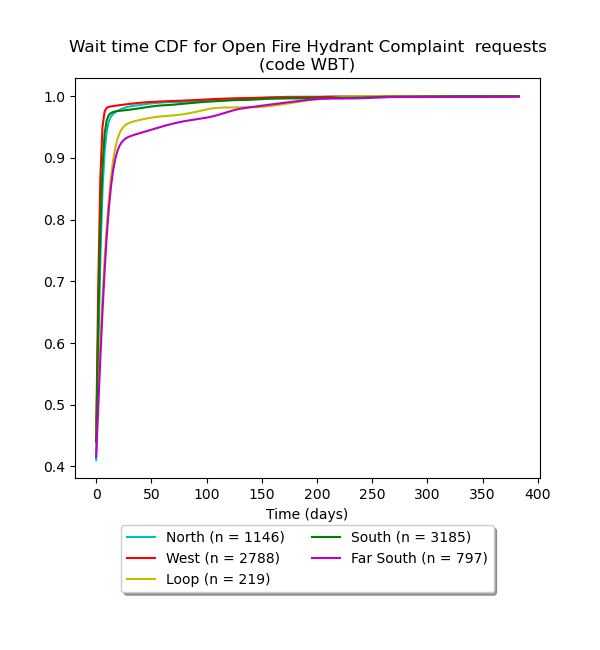 Wait time CDF for Open Fire Hydrant Complaint  requests
(code WBT)
1.0
0.9
0.8
0.7
0.6
0.5
0.4
0 50 100 150 200 250 300 350 400
Time (days)
North (n = 1146) South (n = 3185)
West (n = 2788) Far South (n = 797)
Loop (n = 219)